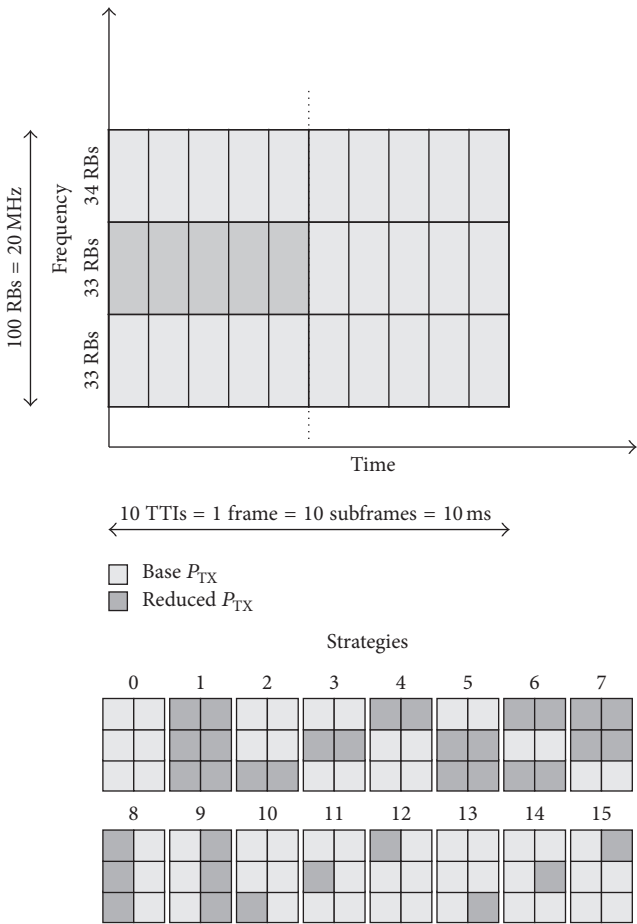 100 RBs = 20 MHz
Frequency
34 RBs
33 RBs
33 RBs
Time
10 TTIs = 1 frame = 10 subframes = 10 ms
Base P_TX
Reduced P_TX
Strategies
0 1 2 3 4 5 6 7
8 9 10 11 12 13 14 15